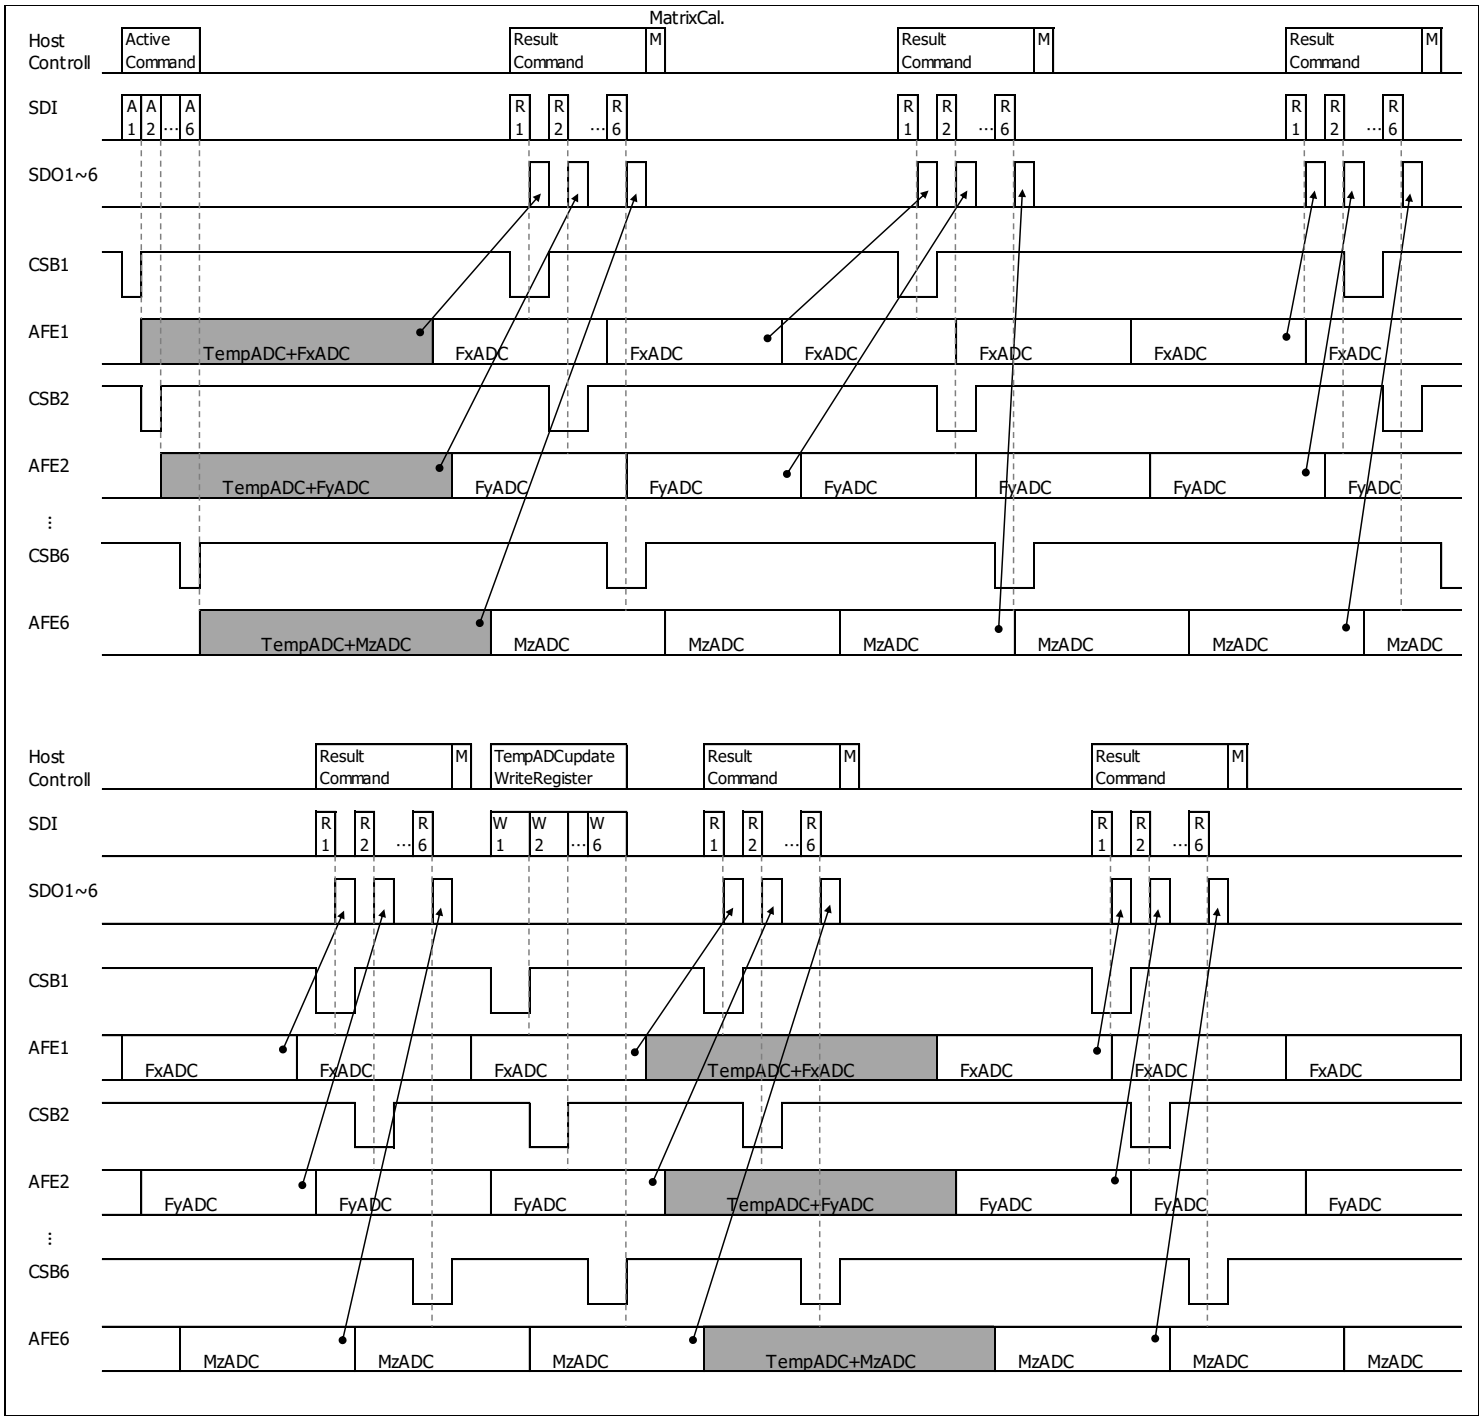 MatrixCal.
Host Active Result M Result M Result M
Controll Command Command Command Command
SDI A A A R R R R R R R R R
1 2 ... 6 1 2 ... 6 1 2 ... 6 1 2 ... 6
SDO1~6
CSB1
AFE1
TempADC+FxADC FxADC FxADC FxADC FxADC FxADC FxADC
CSB2
AFE2
TempADC+FyADC FyADC FyADC FyADC FyADC FyADC FyADC
⋮
CSB6
AFE6
TempADC+MzADC MzADC MzADC MzADC MzADC MzADC MzADC
Host Result M TempADCupdate Result M Result M
Controll Command WriteRegister Command Command
SDI R R R W W W R R R R R R
1 2 ... 6 1 2 ... 6 1 2 ... 6 1 2 ... 6
SDO1~6
CSB1
AFE1
FxADC FxADC FxADC TempADC+FxADC FxADC FxADC FxADC
CSB2
AFE2
FyADC FyADC FyADC TempADC+FyADC FyADC FyADC FyADC
⋮
CSB6
AFE6
MzADC MzADC MzADC TempADC+MzADC MzADC MzADC MzADC